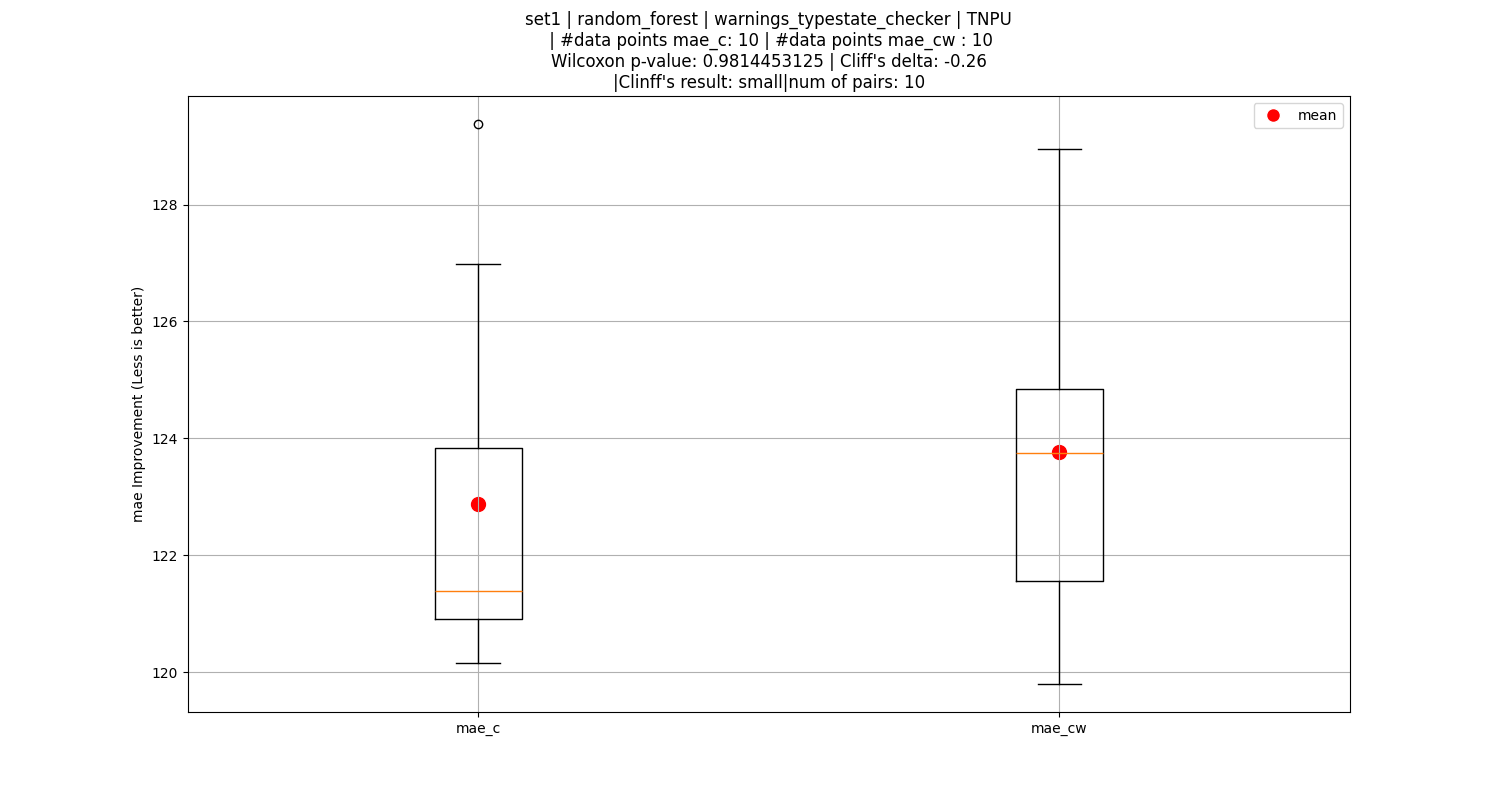 set1 | random_forest | warnings_typestate_checker | TNPU
| #data points mae_c: 10 | #data points mae_cw : 10
Wilcoxon p-value: 0.9814453125 | Cliff's delta: -0.26
|Clinff's result: small|num of pairs: 10
mean
mae Improvement (Less is better)
128
126
124
122
120
mae_c
mae_cw